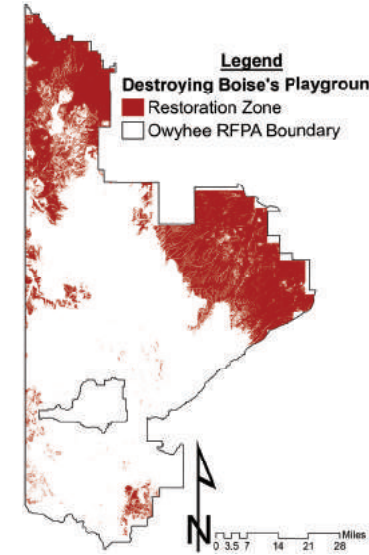 Legend
Destroying Boise's Playgroun
Restoration Zone
Owyhee RFPA Boundary
N
Miles
0 3.5 7 14 21 28